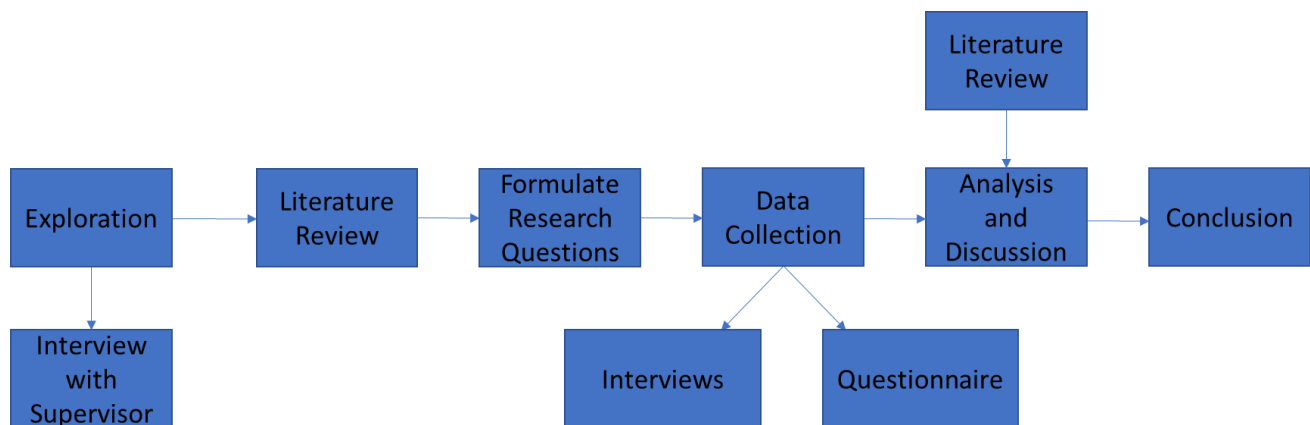 Literature
Review
Exploration
Literature
Review
Formulate
Research
Questions
Data
Collection
Analysis
and
Discussion
Conclusion
Interview
with
Supervisor
Interviews
Questionnaire